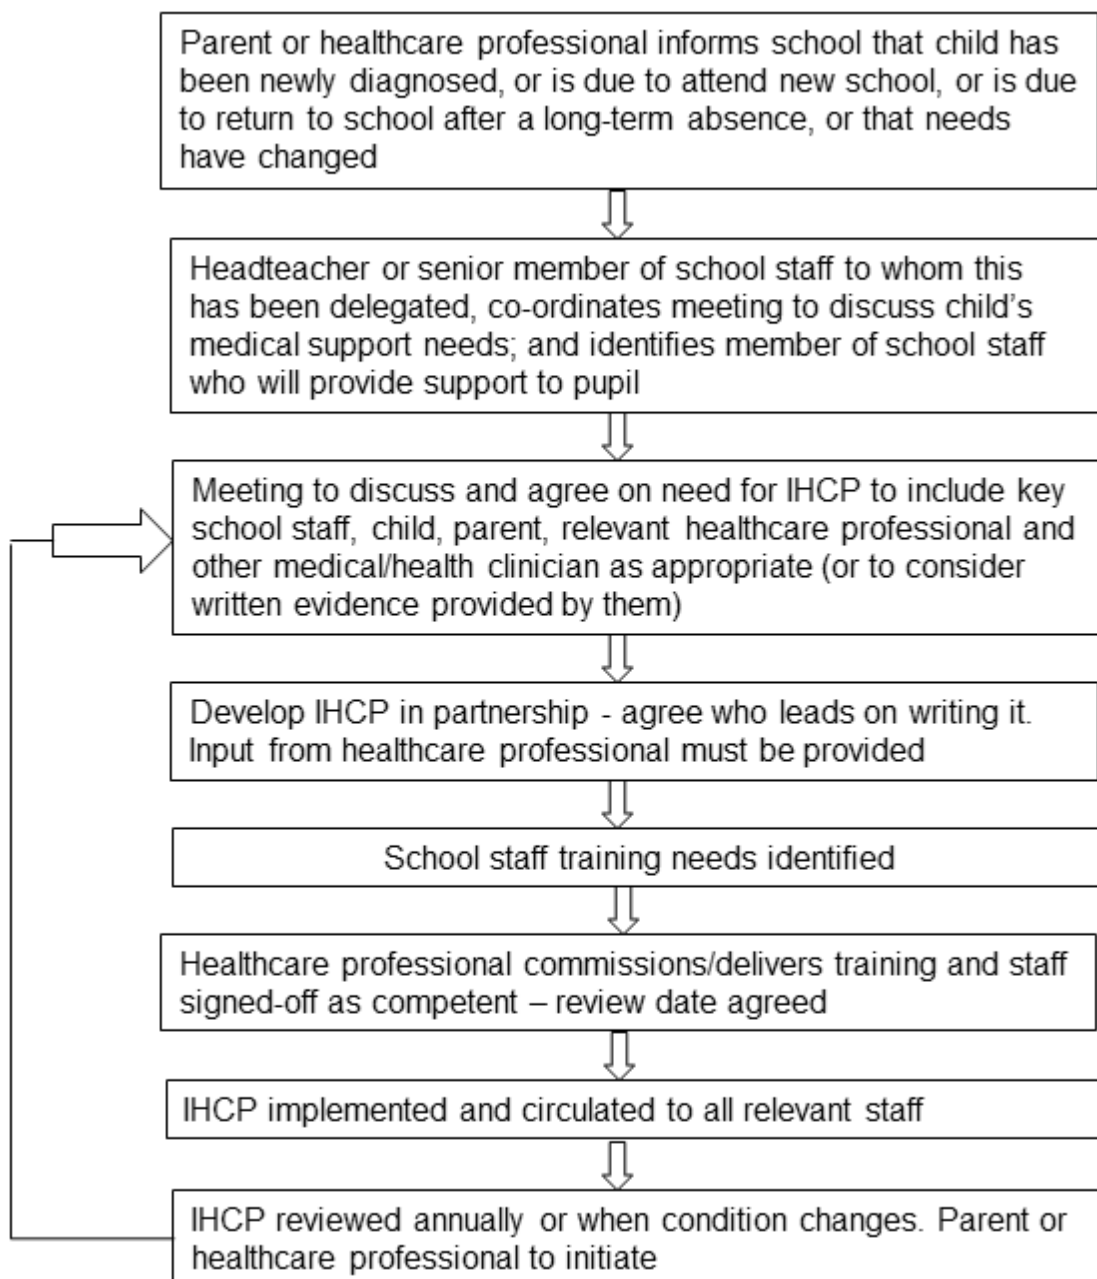 Parent or healthcare professional informs school that child has
been newly diagnosed, or is due to attend new school, or is due
to return to school after a long-term absence, or that needs
have changed
Headteacher or senior member of school staff to whom this
has been delegated, co-ordinates meeting to discuss child’s
medical support needs; and identifies member of school staff
who will provide support to pupil
Meeting to discuss and agree on need for IHCP to include key
school staff, child, parent, relevant healthcare professional and
other medical/health clinician as appropriate (or to consider
written evidence provided by them)
Develop IHCP in partnership - agree who leads on writing it.
Input from healthcare professional must be provided
School staff training needs identified
Healthcare professional commissions/delivers training and staff
signed-off as competent – review date agreed
IHCP implemented and circulated to all relevant staff
IHCP reviewed annually or when condition changes. Parent or
healthcare professional to initiate